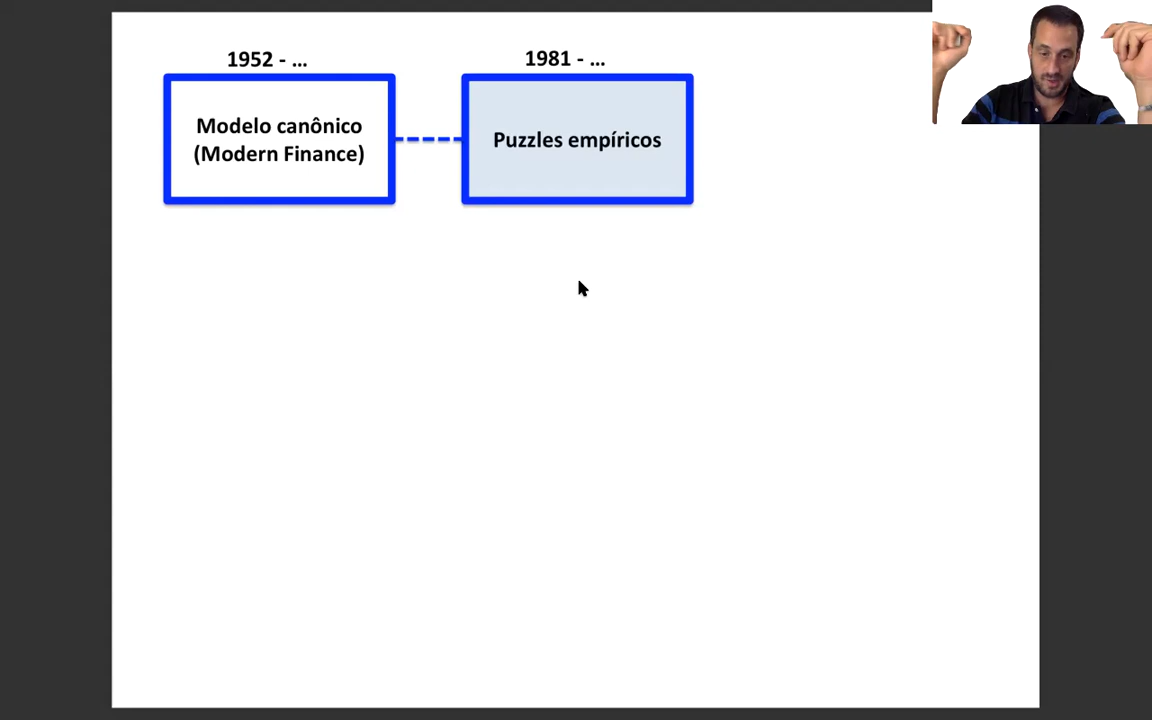 1952 - ...
1981 - ...
Modelo canônico
(Modern Finance)
Puzzles empíricos